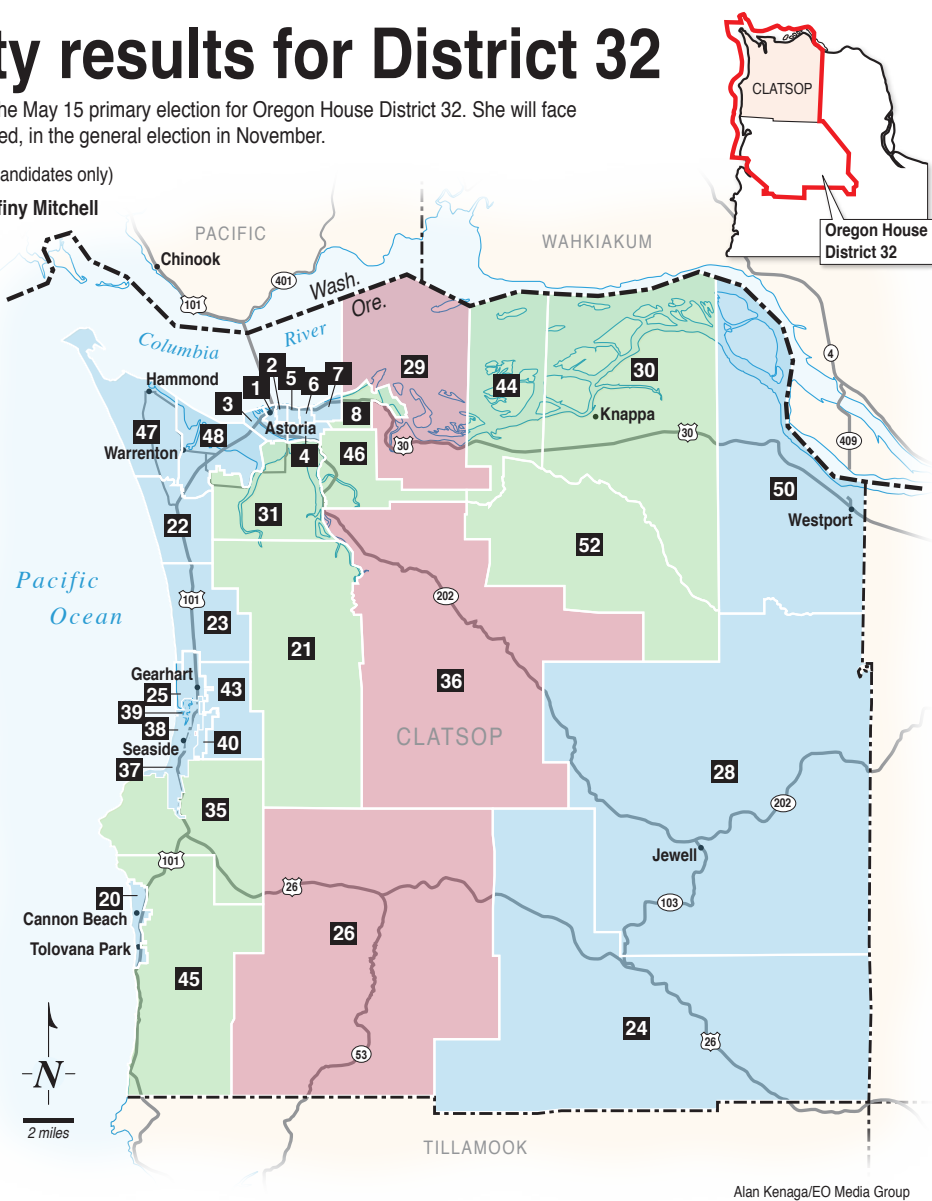 ty results for District 32
he May 15 primary election for Oregon House District 32. She will face
ed, in the general election in November.
andidates only)
finy Mitchell
CLATSOP
Oregon House
District 32
PACIFIC
WAHKIAKUM
Chinook
401
101
Wash.
Ore.
Columbia
River
4
409
Hammond
2
5
6
7
1
3
29
44
30
8
Knappa
Astoria
47
48
Warrenton
4
46
30
30
50
Westport
22
31
52
Pacific
Ocean
101
202
23
21
36
Gearhart
25
43
39
38
40
Seaside
37
CLATSOP
28
202
35
101
Jewell
26
103
20
Cannon Beach
26
Tolovana Park
45
24
26
53
N
2 miles
TILLAMOOK
Alan Kenaga/EO Media Group